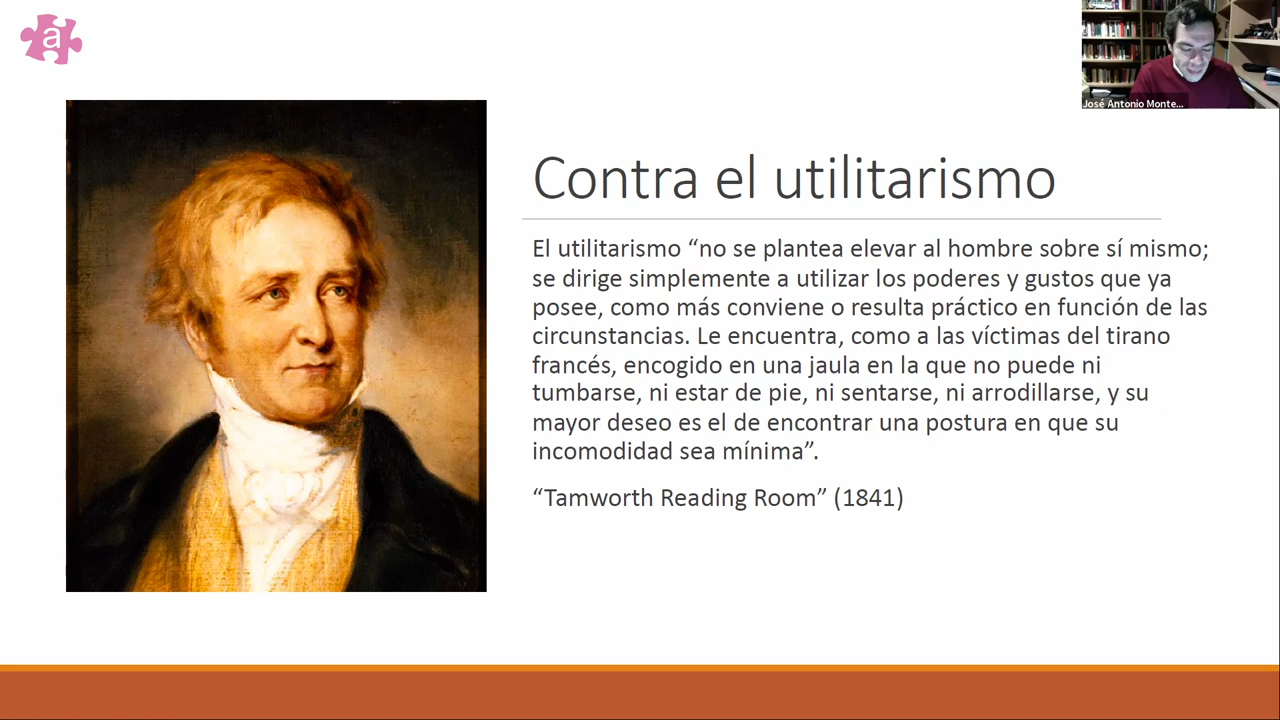 a
José Antonio Monte...
Contra el utilitarismo
El utilitarismo “no se plantea elevar al hombre sobre sí mismo;
se dirige simplemente a utilizar los poderes y gustos que ya
posee, como más conviene o resulta práctico en función de las
circunstancias. Le encuentra, como a las víctimas del tirano
francés, encogido en una jaula en la que no puede ni
tumbarse, ni estar de pie, ni sentarse, ni arrodillarse, y su
mayor deseo es el de encontrar una postura en que su
incomodidad sea mínima”.
“Tamworth Reading Room” (1841)